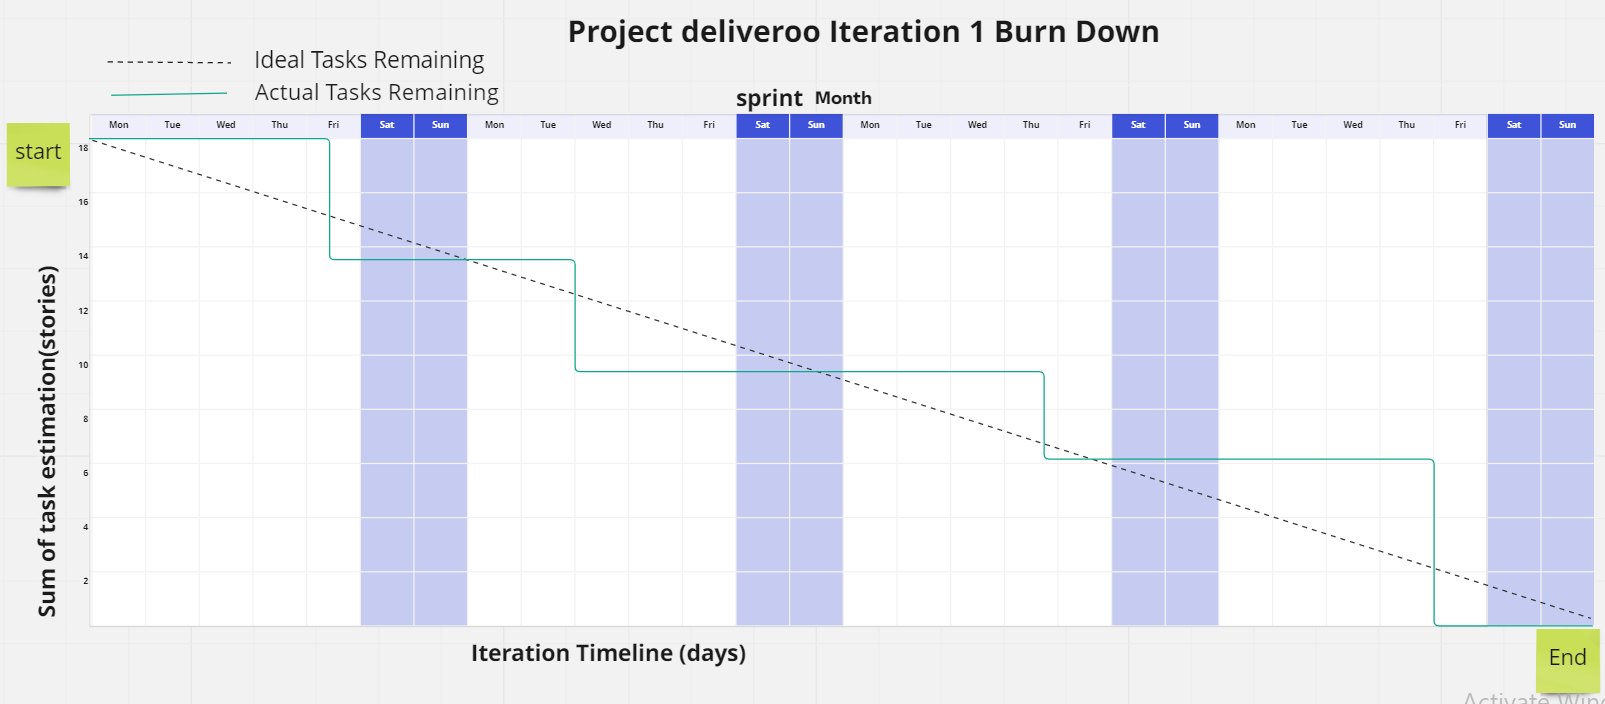 Project deliveroo Iteration 1 Burn Down
Ideal Tasks Remaining
Actual Tasks Remaining
sprint Month
Mon Tue Wed Thu Fri Sat Sun Mon Tue Wed Thu Fri Sat Sun Mon Tue Wed Thu Fri Sat Sun Mon Tue Wed Thu Fri Sat Sun
start
18
16
14
12
10
8
6
4
2
Sum of task estimation(stories)
Iteration Timeline (days)
End